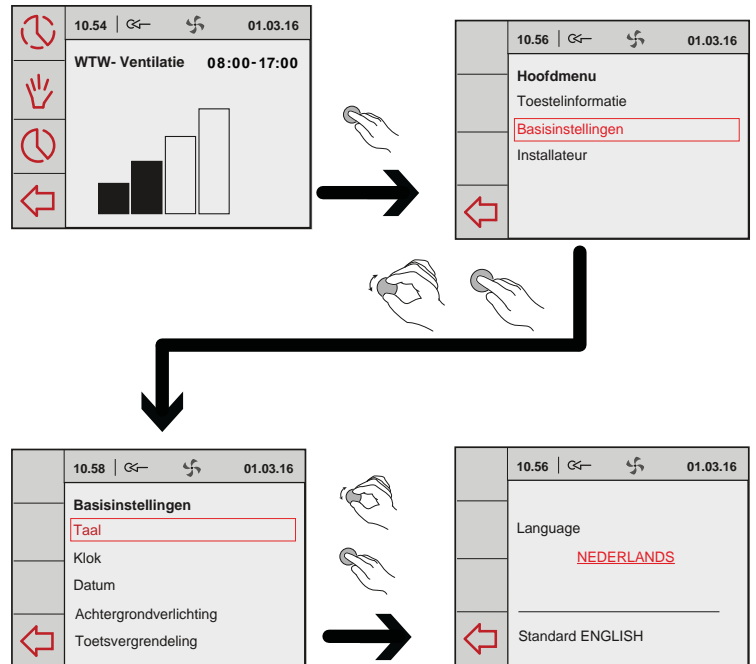 10.54 01.03.16
WTW- Ventilatie 08:00-17:00
10.56 01.03.16
Hoofdmenu
Toestelinformatie
Basisinstellingen
Installateur
10.58 01.03.16
Basisinstellingen
Taal
Klok
Datum
Achtergrondverlichting
Toetsvergrendeling
10.56 01.03.16
Language
NEDERLANDS
Standard ENGLISH